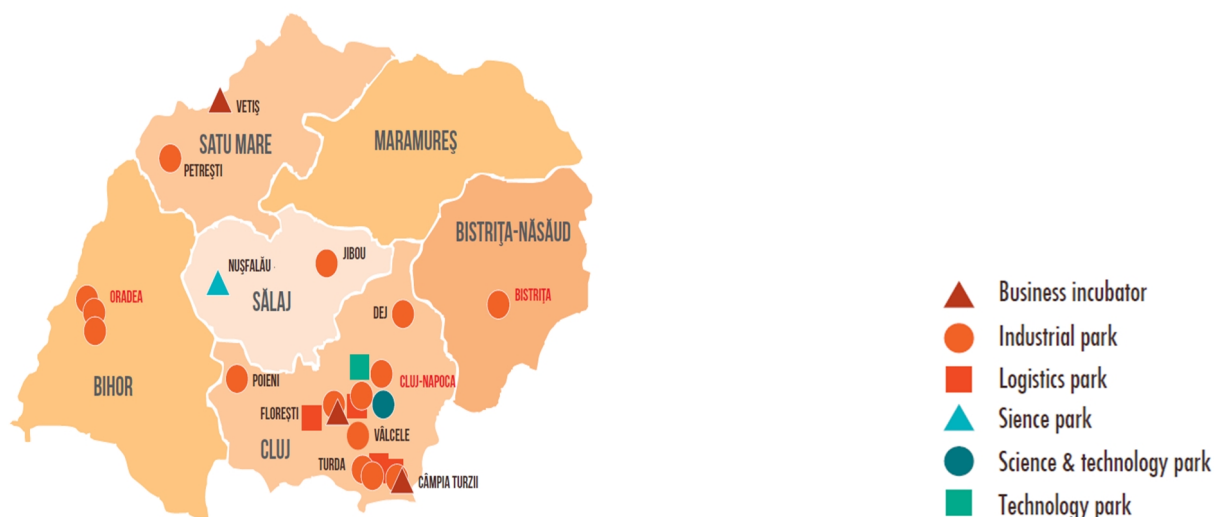 VETIŞ
SATU MARE
MARAMUREŞ
PETREŞTI
BISTRIŢA-NĂSĂUD
NUŞFALĂU
JIBOU
SĂLAJ
ORADEA
BISTRIŢA
DEJ
BIHOR
POIENI
CLUJ-NAPOCA
FLOREŞTI
VÂLCELE
CLUJ
TURDA
CÂMPIA TURZII
Business incubator
Industrial park
Logistics park
Sience park
Science & technology park
Technology park